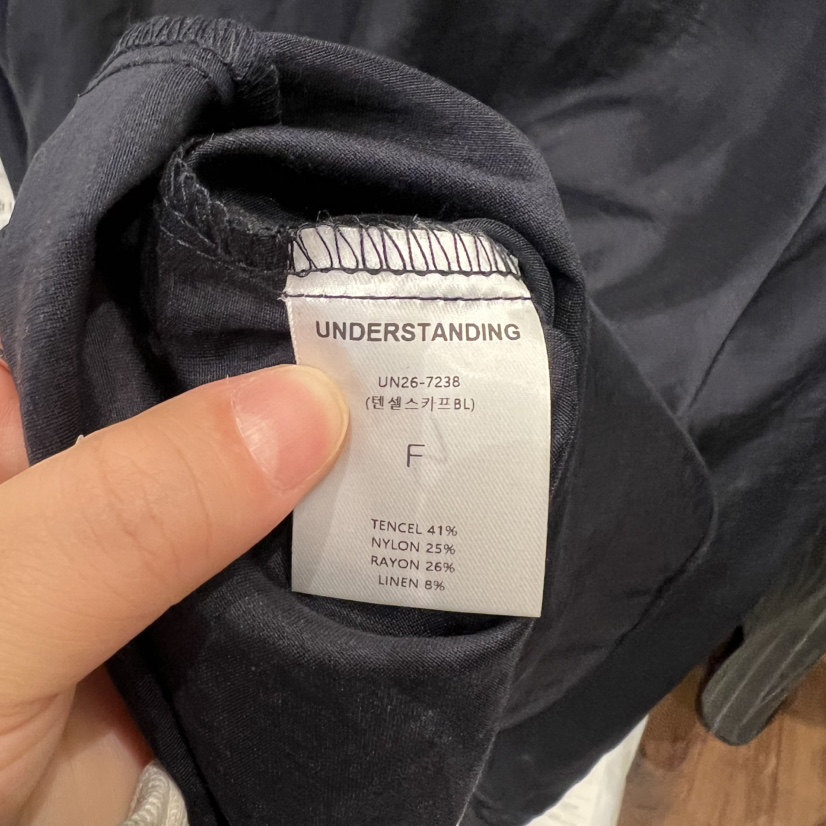 UNDERSTANDING
UN26-7238
(텐셀스카프BL)
F
TENCEL 41%
NYLON 25%
RAYON 26%
LINEN 8%